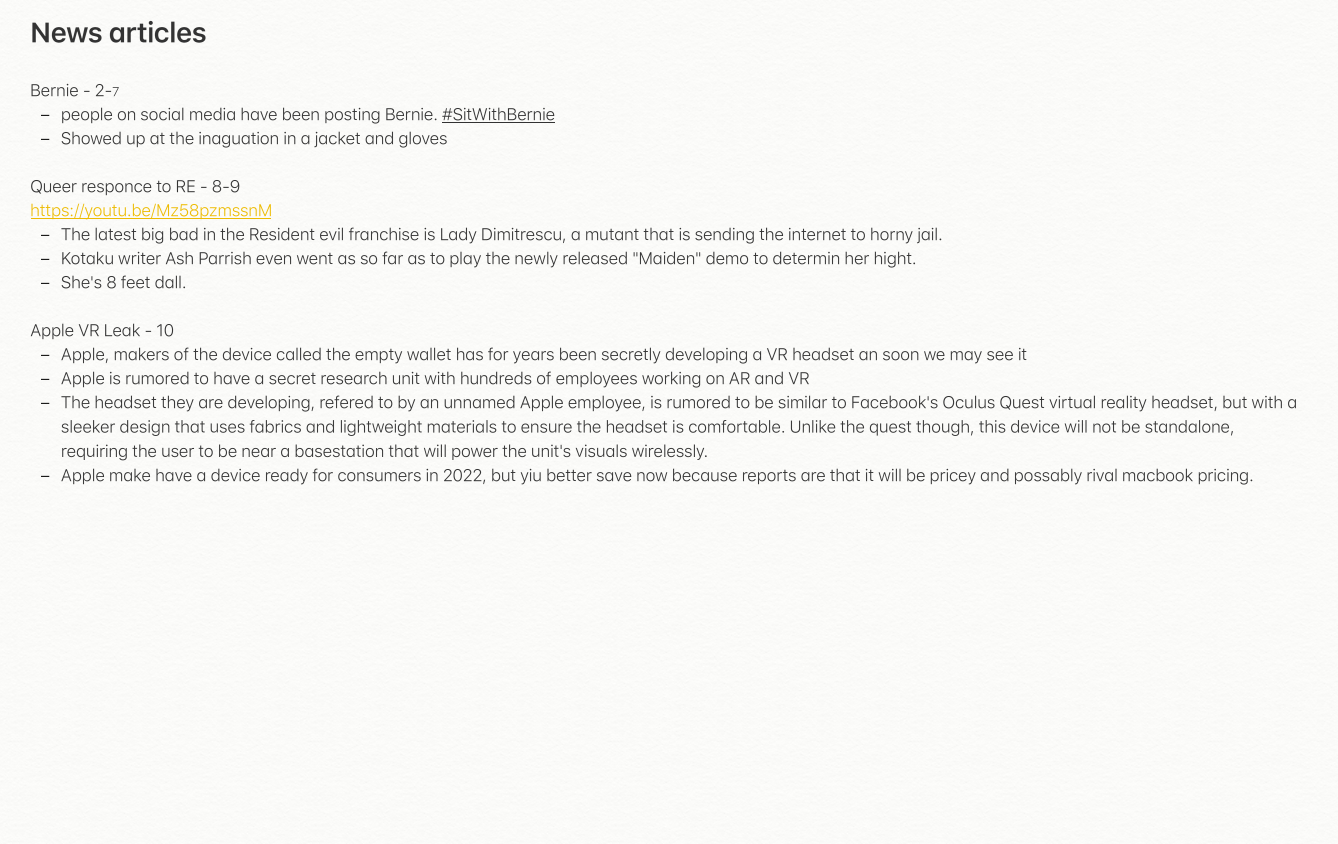 News articles
Bernie - 2-7
– people on social media have been posting Bernie. #SitWithBernie
– Showed up at the inaguation in a jacket and gloves
Queer responce to RE - 8-9
https://youtu.be/Mz58pzmssnM
– The latest big bad in the Resident evil franchise is Lady Dimitrescu, a mutant that is sending the internet to horny jail.
– Kotaku writer Ash Parrish even went as so far as to play the newly released "Maiden" demo to determin her hight.
– She's 8 feet dall.
Apple VR Leak - 10
– Apple, makers of the device called the empty wallet has for years been secretly developing a VR headset an soon we may see it
– Apple is rumored to have a secret research unit with hundreds of employees working on AR and VR
– The headset they are developing, refered to by an unnamed Apple employee, is rumored to be similar to Facebook's Oculus Quest virtual reality headset, but with a
sleeker design that uses fabrics and lightweight materials to ensure the headset is comfortable. Unlike the quest though, this device will not be standalone,
requiring the user to be near a basestation that will power the unit's visuals wirelessly.
– Apple make have a device ready for consumers in 2022, but yiu better save now because reports are that it will be pricey and possably rival macbook pricing.